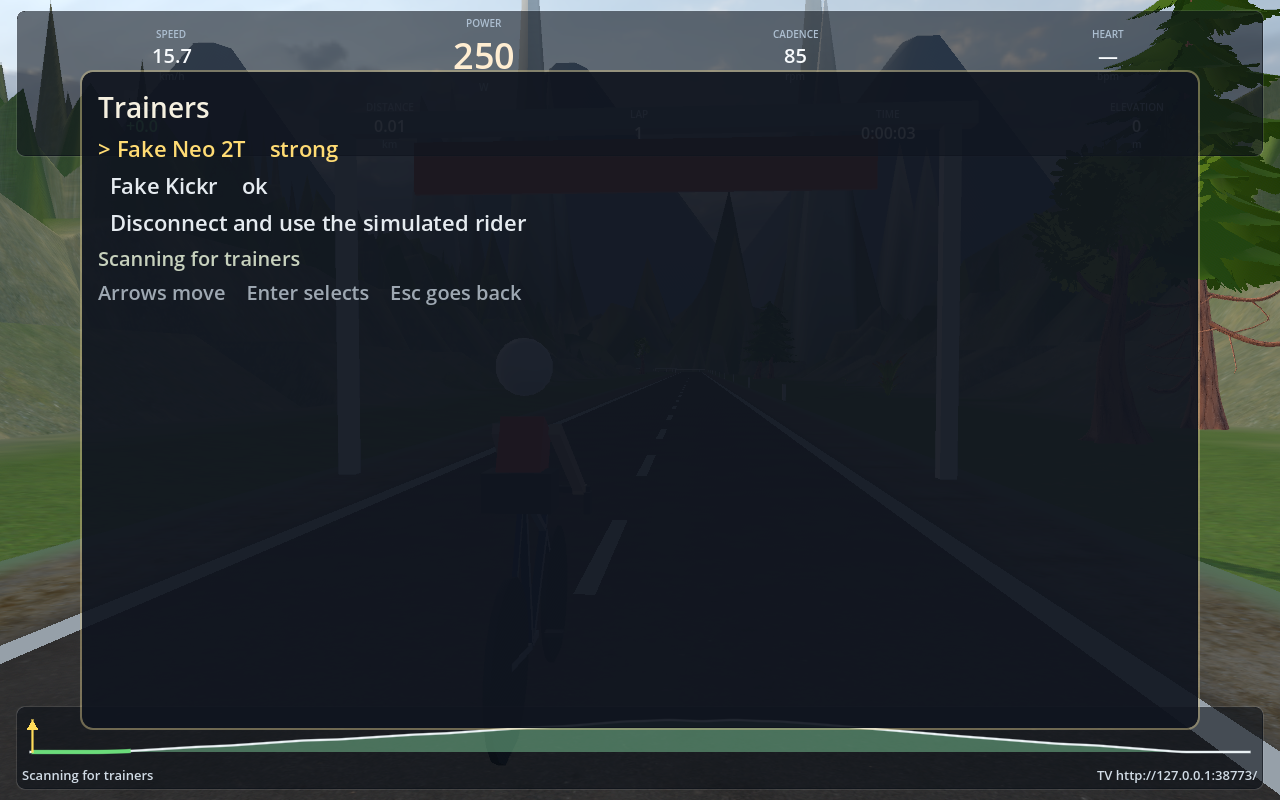 SPEED POWER CADENCE HEART
15.7 250 85 —
DISTANCE LAP TIME ELEVATION
0.01 1 0:00:03 0
km m
Trainers
> Fake Neo 2T strong
Fake Kickr ok
Disconnect and use the simulated rider
Scanning for trainers
Arrows move Enter selects Esc goes back
Scanning for trainers TV http://127.0.0.1:38773/